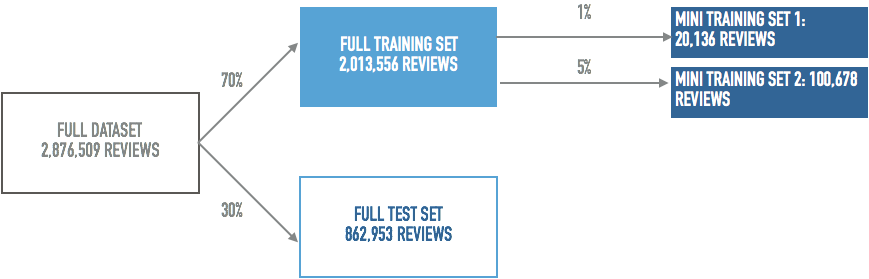 FULL DATASET
2,876,509 REVIEWS
70%
30%
FULL TRAINING SET
2,013,556 REVIEWS
FULL TEST SET
862,953 REVIEWS
1%
5%
MINI TRAINING SET 1:
20,136 REVIEWS
MINI TRAINING SET 2: 100,678
REVIEWS